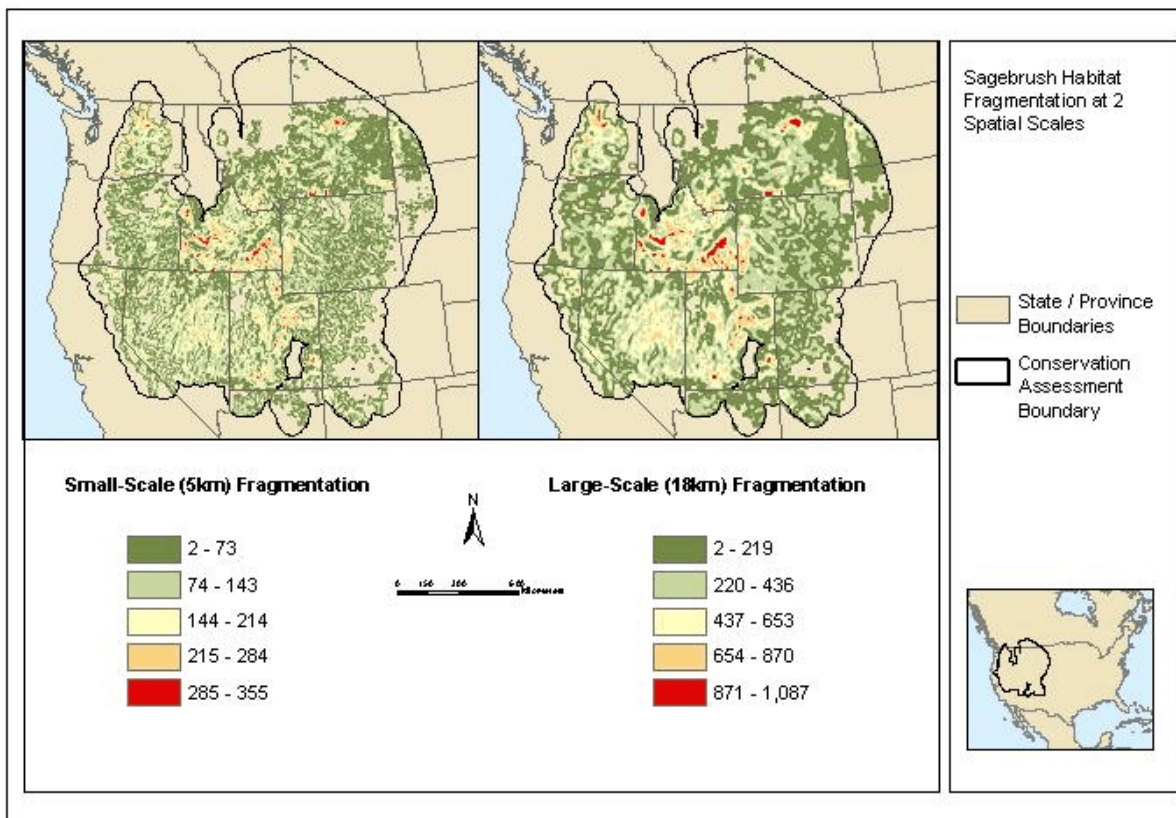 Sagebrush Habitat
Fragmentation at 2
Spatial Scales
State / Province
Boundaries
Conservation
Assessment
Boundary
Small-Scale (5km) Fragmentation
2 - 73
74 - 143
144 - 214
215 - 284
285 - 355
N
0
Large-Scale (18km) Fragmentation
2 - 219
220 - 436
437 - 653
654 - 870
871 - 1,087